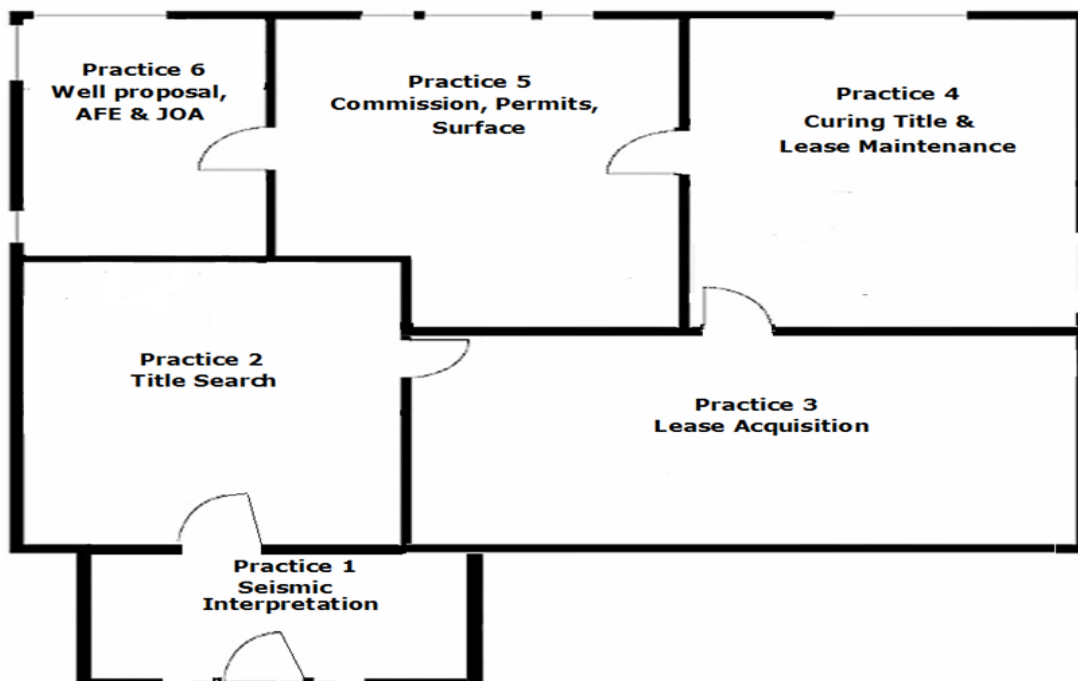 Practice 6
Well proposal,
AFE & JOA
Practice 5
Commission, Permits,
Surface
Practice 4
Curing Title &
Lease Maintenance
Practice 2
Title Search
Practice 3
Lease Acquisition
Practice 1
Seismic
Interpretation